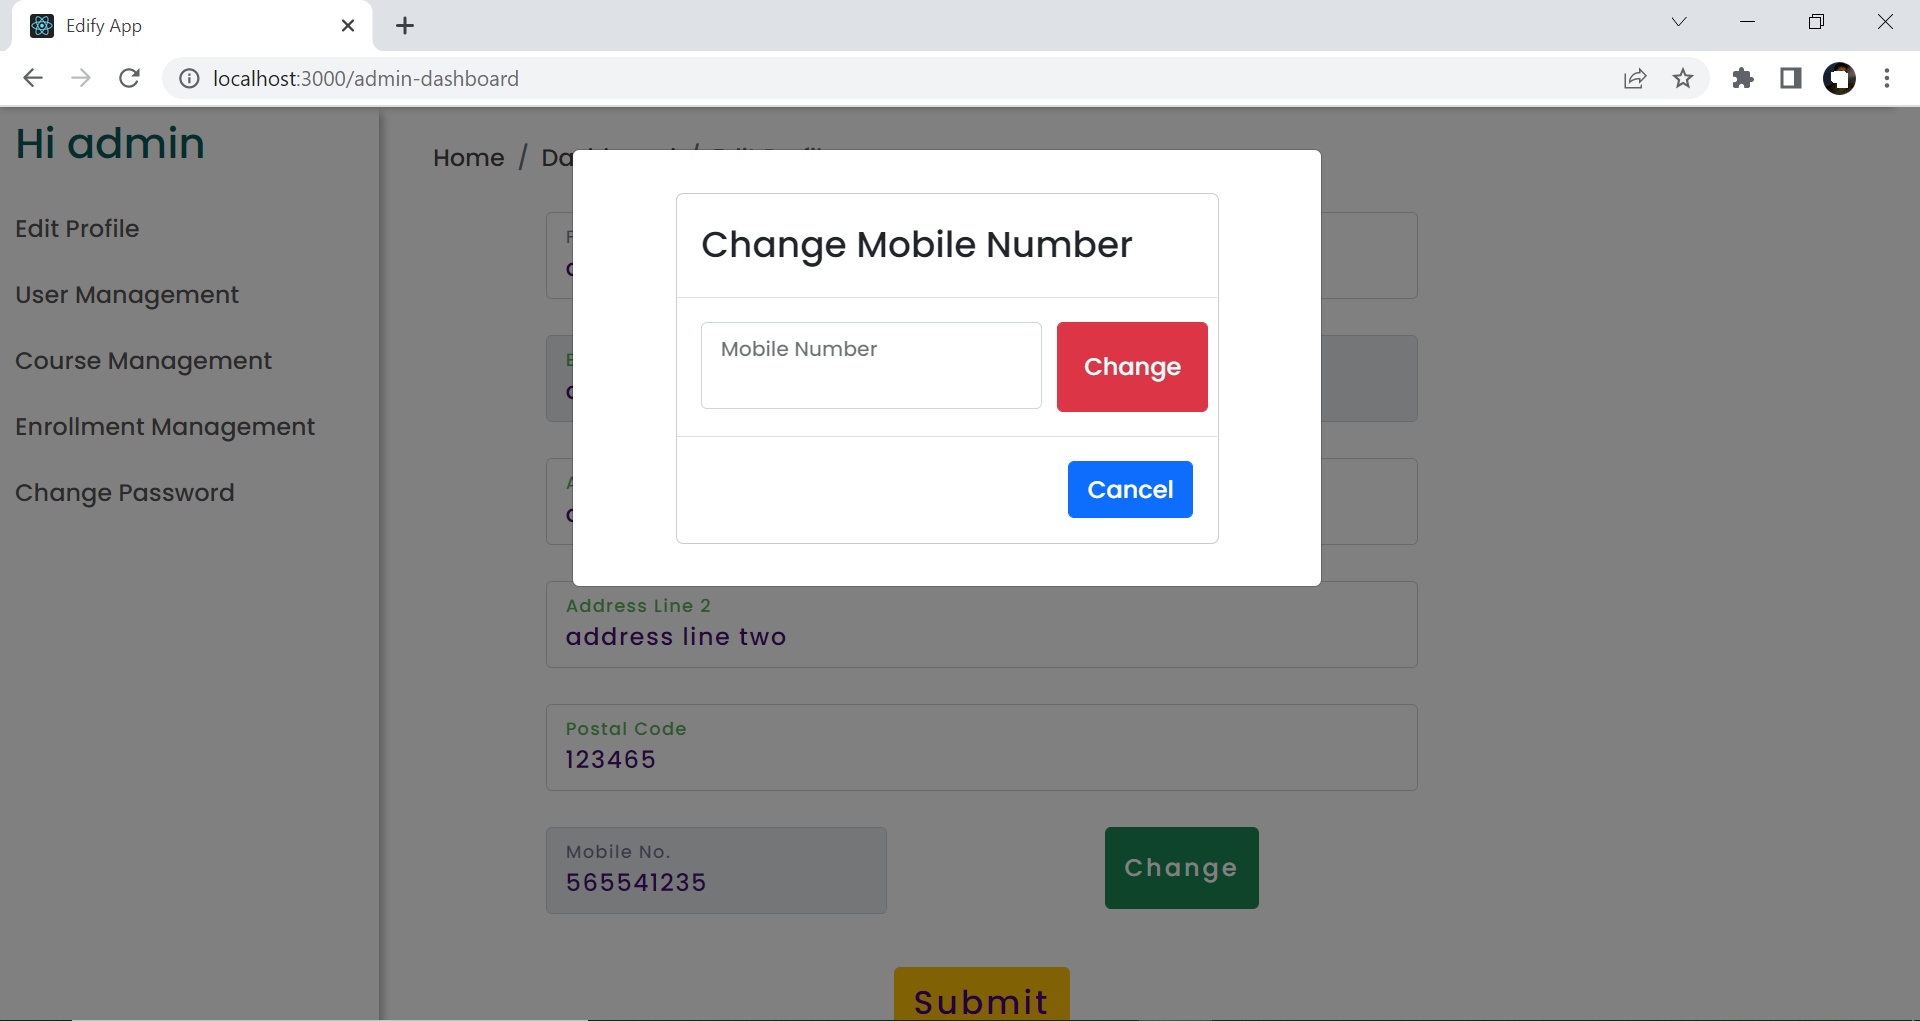 Edify App
localhost:3000/admin-dashboard
Hi admin
Edit Profile
User Management
Course Management
Enrollment Management
Change Password
Home /
Change Mobile Number
Mobile Number
Change
Cancel
Address Line 2
address line two
Postal Code
123465
Mobile No.
565541235
Change
Submit